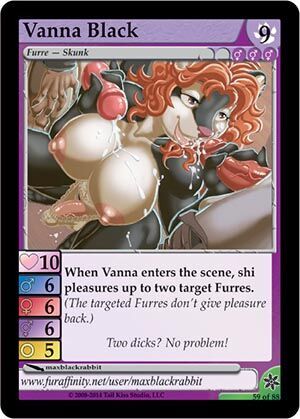 Vanna Black
9
Furre — Skunk
10
6
6
6
5
When Vanna enters the scene, shi
pleasures up to two target Furres.
(The targeted Furres don't give pleasure
back.)
Two dicks? No problem!
maxblackrabbit
www.furaffinity.net/user/maxblackrabbit
© 2009-2014 Tail Kiss Studio, LLC
59 of 88